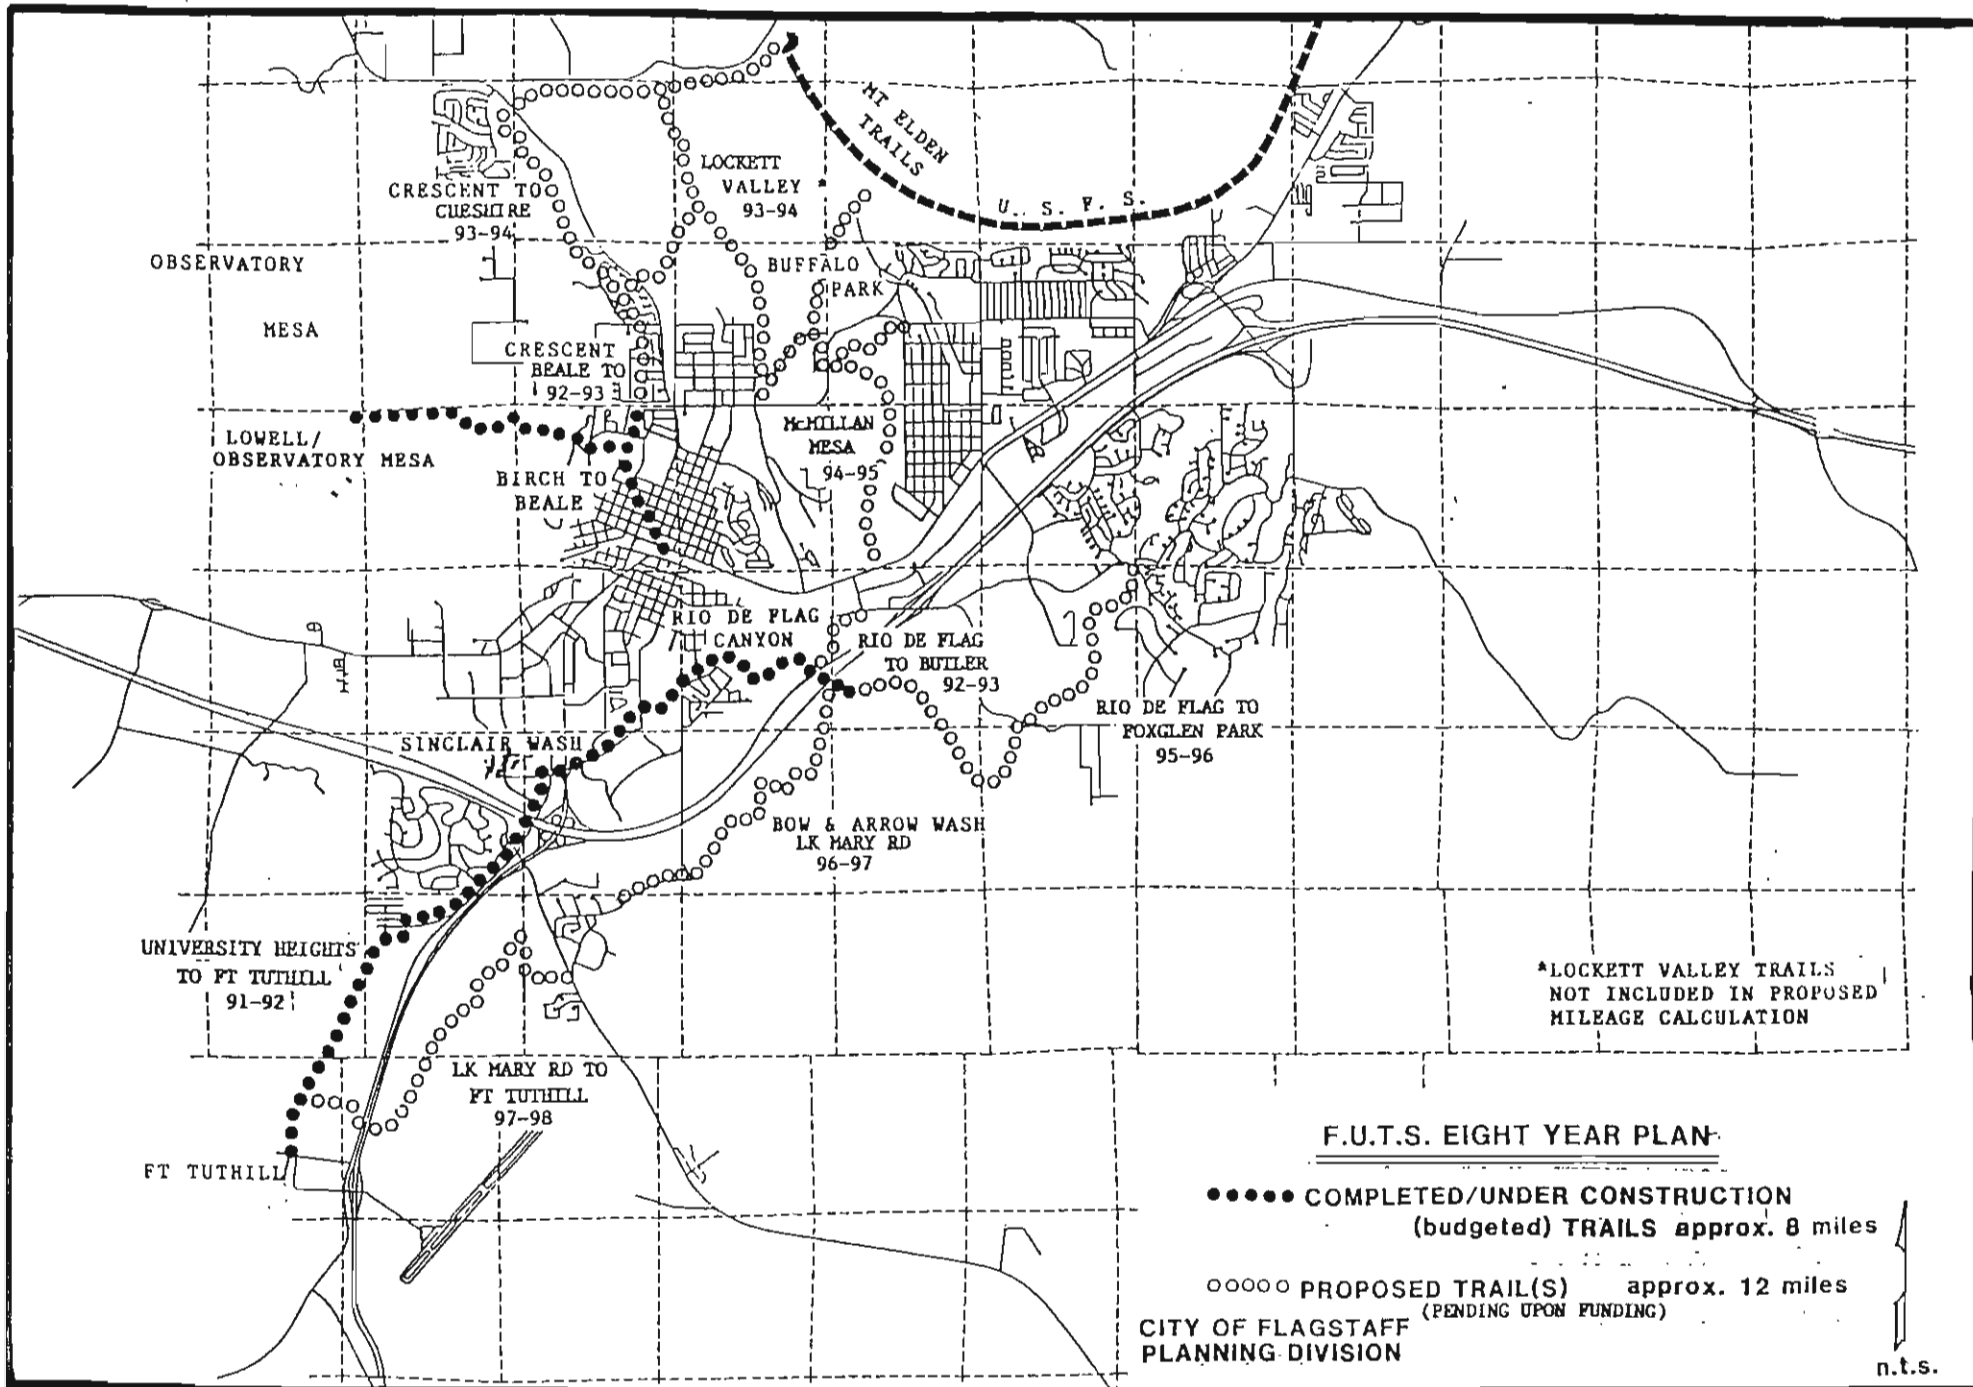 MT ELDEN
TRAILS
U. S. F. S.
LOCKETT
VALLEY *
93-94
CRESCENT TO
CHESHIRE
93-94
OBSERVATORY
MESA
BUFFALO
PARK
CRESCENT
BEALE TO
92-93
LOWELL/
OBSERVATORY MESA
McMILLAN
MESA
94-95
BIRCH TO
BEALE
RIO DE FLAG
CANYON
RIO DE FLAG
TO BUTLER
92-93
RIO DE FLAG TO
FOXGLEN PARK
95-96
SINCLAIR WASH
BOW & ARROW WASH
LK MARY RD
96-97
UNIVERSITY HEIGHTS
TO FT TUTHILL
91-92
*LOCKETT VALLEY TRAILS
NOT INCLUDED IN PROPOSED
MILEAGE CALCULATION
LK MARY RD TO
FT TUTHILL
97-98
FT TUTHILL
F.U.T.S. EIGHT YEAR PLAN
COMPLETED/UNDER CONSTRUCTION
(budgeted) TRAILS approx. 8 miles
PROPOSED TRAIL(S) approx. 12 miles
(PENDING UPON FUNDING)
CITY OF FLAGSTAFF
PLANNING DIVISION
n.t.s.